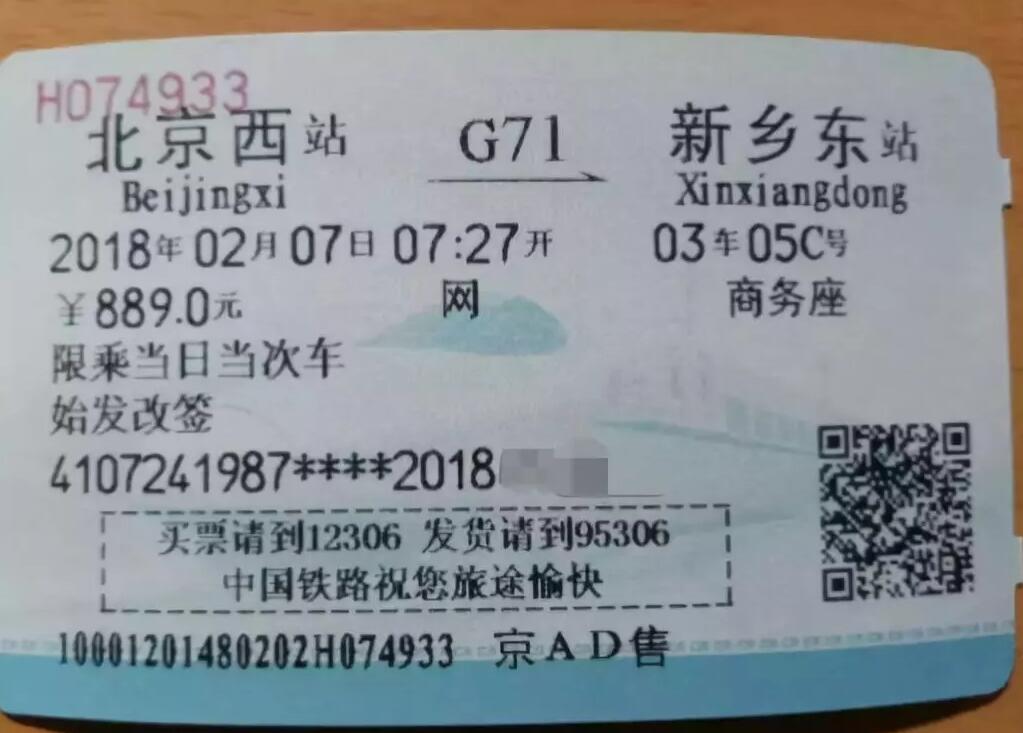 H074933
北京西站 G71 新乡东站
Beijingxi Xinxiangdong
2018年02月07日 07:27开 03车05C号
￥889.0元 网 商务座
限乘当日当次车
始发改签
4107241987****2018
买票请到12306 发货请到95306
中国铁路祝您旅途愉快
10001201480202H074933 京AD售